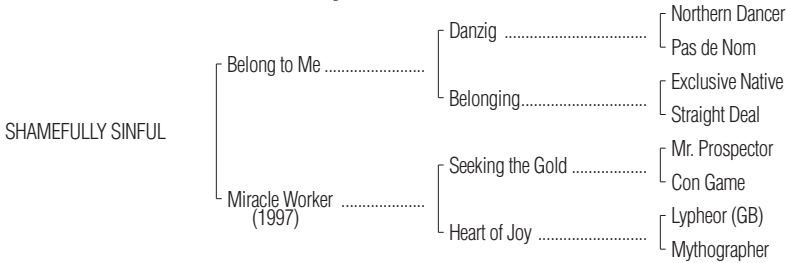 Northern Dancer
Danzig ..................................
Pas de Nom
Belong to Me ........................
Exclusive Native
Belonging..............................
Straight Deal
SHAMEFULLY SINFUL
Mr. Prospector
Seeking the Gold ..................
Con Game
Miracle Worker ....................
(1997)
Lypheor (GB)
Heart of Joy ..........................
Mythographer